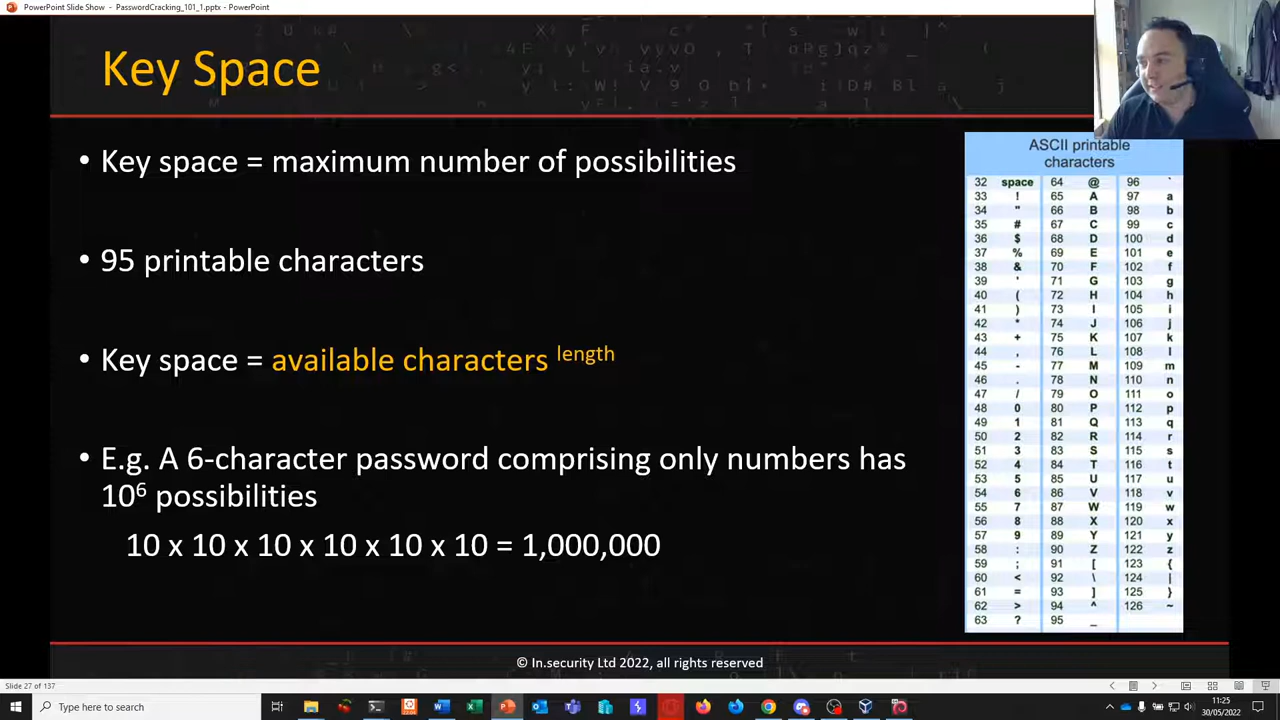 PowerPoint Slide Show - PasswordCracking_101_1.pptx - PowerPoint
Key Space
• Key space = maximum number of possibilities
• 95 printable characters
• Key space = available characters length
• E.g. A 6-character password comprising only numbers has
10⁶ possibilities
10 x 10 x 10 x 10 x 10 x 10 = 1,000,000
ASCII printable
characters
32 space 64 @ 96 `
33 ! 65 A 97 a
34 " 66 B 98 b
35 # 67 C 99 c
36 $ 68 D 100 d
37 % 69 E 101 e
38 & 70 F 102 f
39 ' 71 G 103 g
40 ( 72 H 104 h
41 ) 73 I 105 i
42 * 74 J 106 j
43 + 75 K 107 k
44 , 76 L 108 l
45 - 77 M 109 m
46 . 78 N 110 n
47 / 79 O 111 o
48 0 80 P 112 p
49 1 81 Q 113 q
50 2 82 R 114 r
51 3 83 S 115 s
52 4 84 T 116 t
53 5 85 U 117 u
54 6 86 V 118 v
55 7 87 W 119 w
56 8 88 X 120 x
57 9 89 Y 121 y
58 : 90 Z 122 z
59 ; 91 [ 123 {
60 < 92 \ 124 |
61 = 93 ] 125 }
62 > 94 ^ 126 ~
63 ? 95 _
© In.security Ltd 2022, all rights reserved
Slide 27 of 137
Type here to search
11:25
30/05/2022